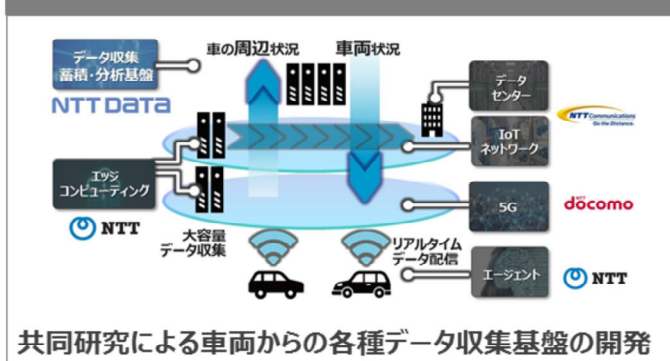 データ収集
蓄積・分析基盤
NTT DATA
車の周辺状況
車両状況
データ
センター
NTT Communications
Go the Distance.
IoT
ネットワーク
エッジ
コンピューティング
NTT
5G
NTT
döcomo
大容量
データ収集
リアルタイム
データ配信
エージェント
NTT
共同研究による車両からの各種データ収集基盤の開発